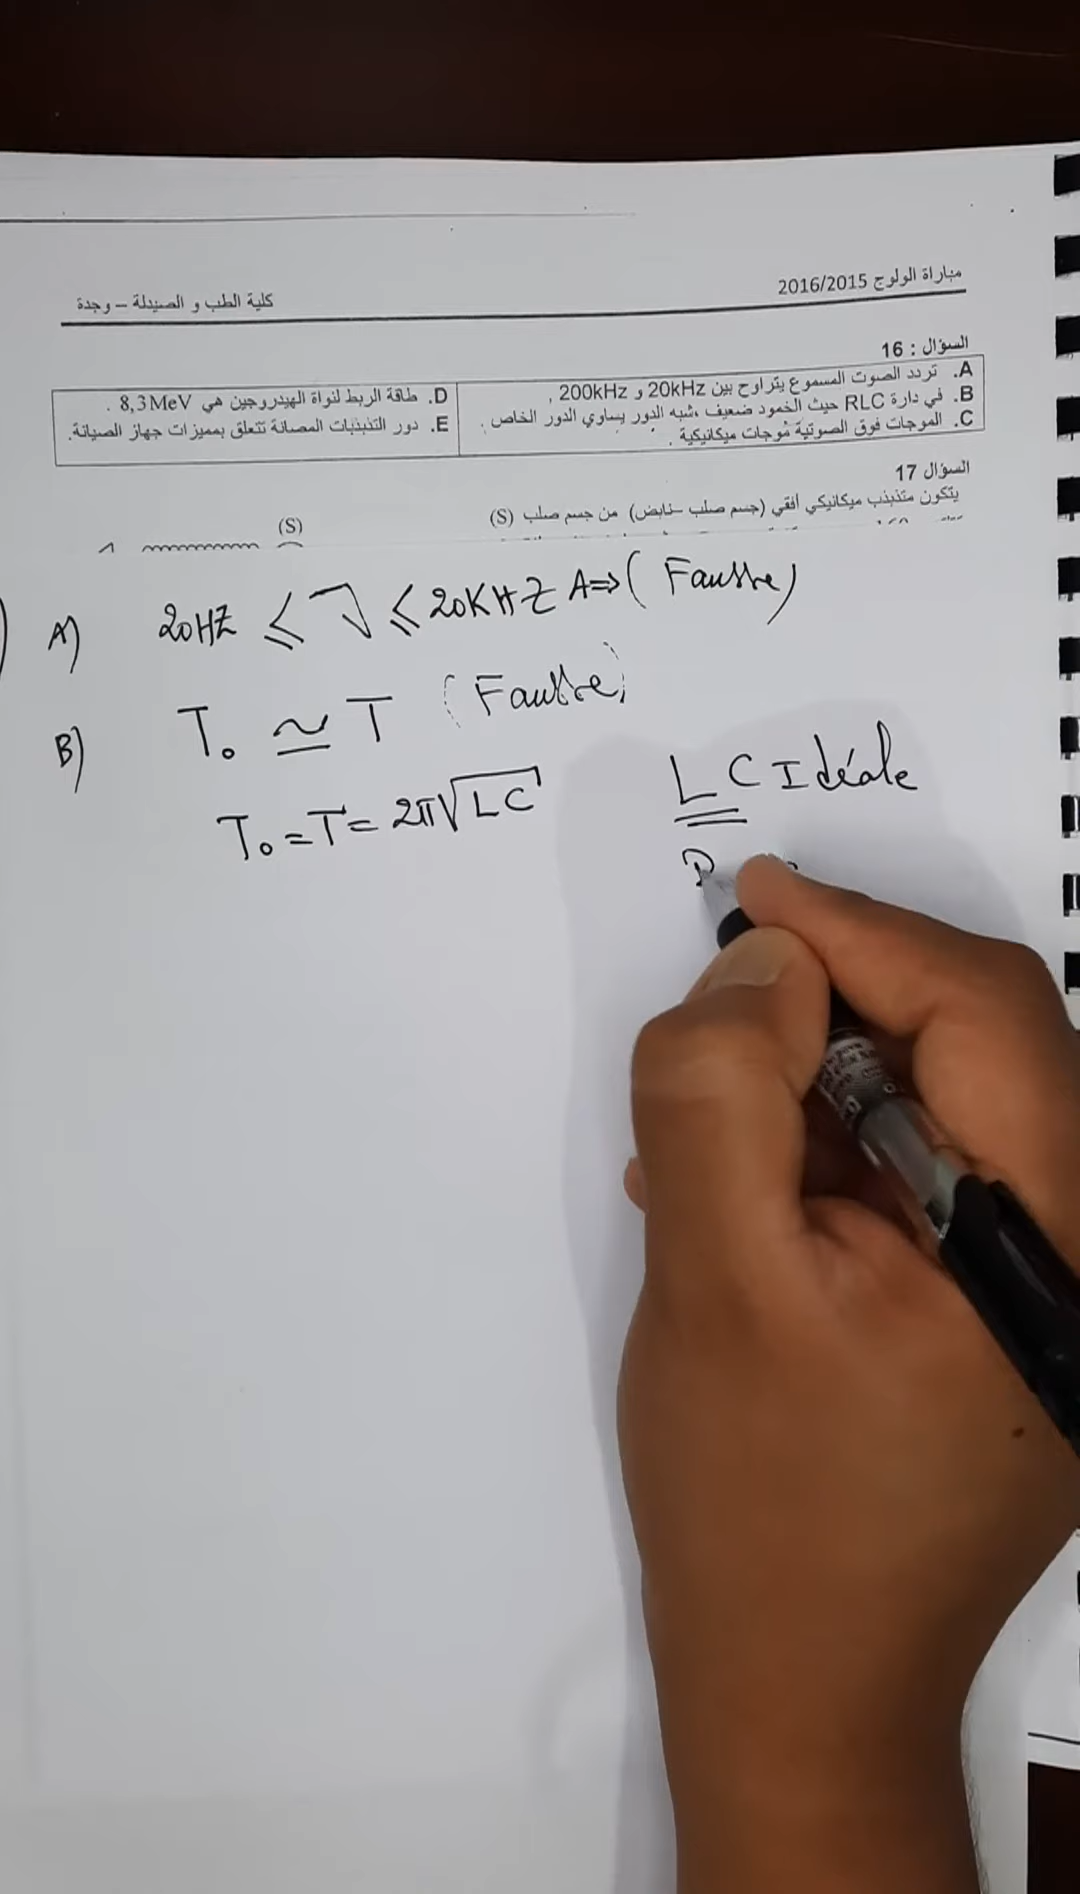 مباراة الولوج 2016/2015
كلية الطب و الصيدلة – وجدة
السؤال : 16
A. تردد الصوت المسموع يتراوح بين 20kHz و 200kHz ,
B. في دارة RLC حيث الخمود ضعيف، شبه الدور يساوي الدور الخاص .
C. الموجات فوق الصوتية موجات ميكانيكية .
D. طاقة الربط لنواة الهيدروجين هي 8,3MeV .
E. دور التذبذبات المصانة تتعلق بمميزات جهاز الصيانة.
السؤال 17
يتكون متذبذب ميكانيكي أفقي (جسم صلب –نابض) من جسم صلب (S)
(S)
A) 20HZ ≤ ℸ ≤ 20KHZ A⇒ ( Fausse)
B) T₀ ≃ T (Fausse)
T₀ = T = 2π√LC
LC Idéale